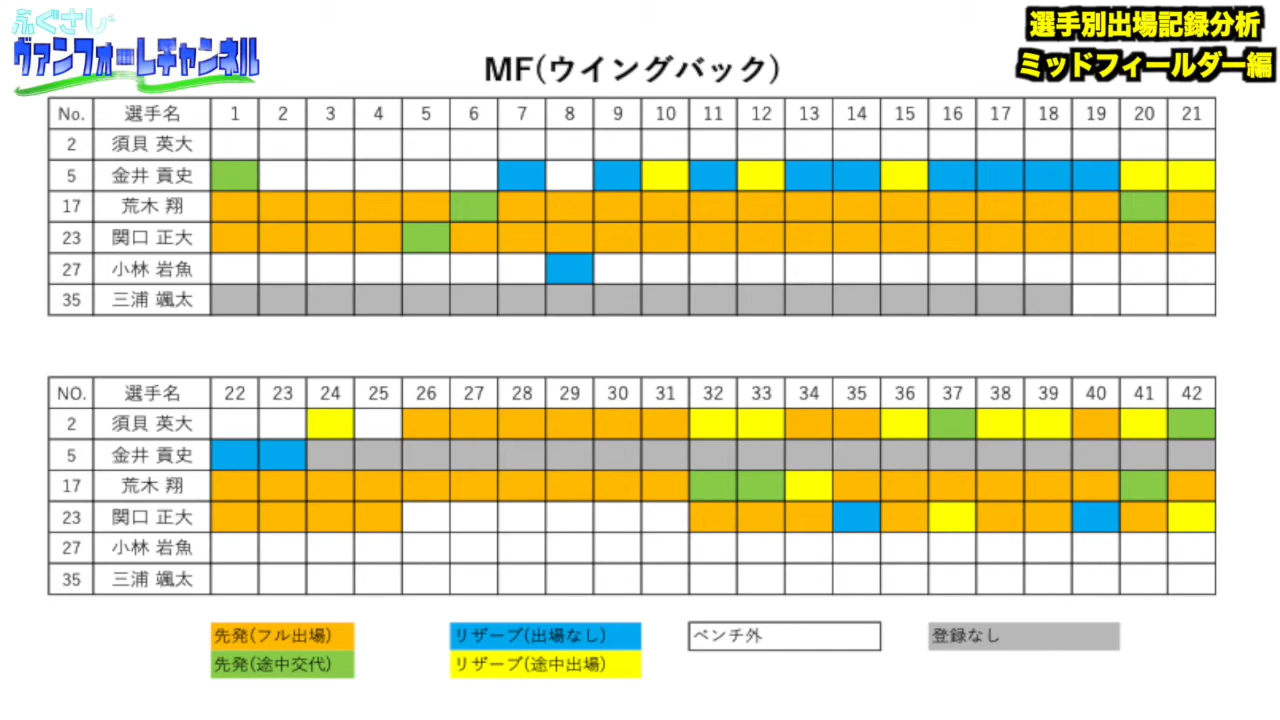 ふぐさし
ヴァンフォーレチャンネル
選手別出場記録分析
ミッドフィールダー編
MF(ウイングバック)
No. 選手名 1 2 3 4 5 6 7 8 9 10 11 12 13 14 15 16 17 18 19 20 21
2 須貝 英大
5 金井 貢史
17 荒木 翔
23 関口 正大
27 小林 岩魚
35 三浦 颯太
NO. 選手名 22 23 24 25 26 27 28 29 30 31 32 33 34 35 36 37 38 39 40 41 42
2 須貝 英大
5 金井 貢史
17 荒木 翔
23 関口 正大
27 小林 岩魚
35 三浦 颯太
先発(フル出場) リザーブ(出場なし) ベンチ外 登録なし
先発(途中交代) リザーブ(途中出場)